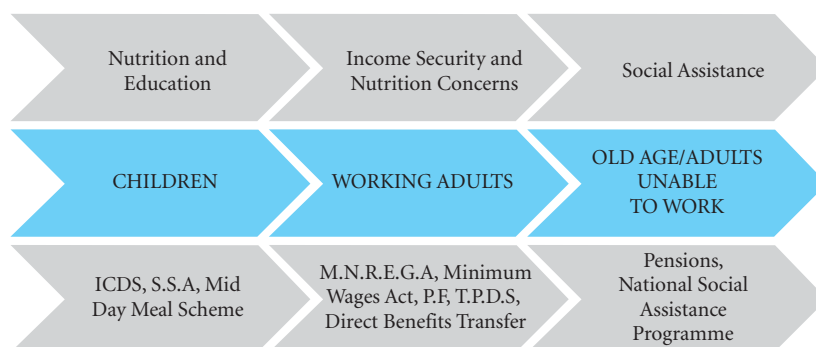 Nutrition and
Education
Income Security and
Nutrition Concerns
Social Assistance
CHILDREN
WORKING ADULTS
OLD AGE/ADULTS
UNABLE
TO WORK
ICDS, S.S.A, Mid
Day Meal Scheme
M.N.R.E.G.A, Minimum
Wages Act, P.F, T.P.D.S,
Direct Benefits Transfer
Pensions,
National Social
Assistance
Programme